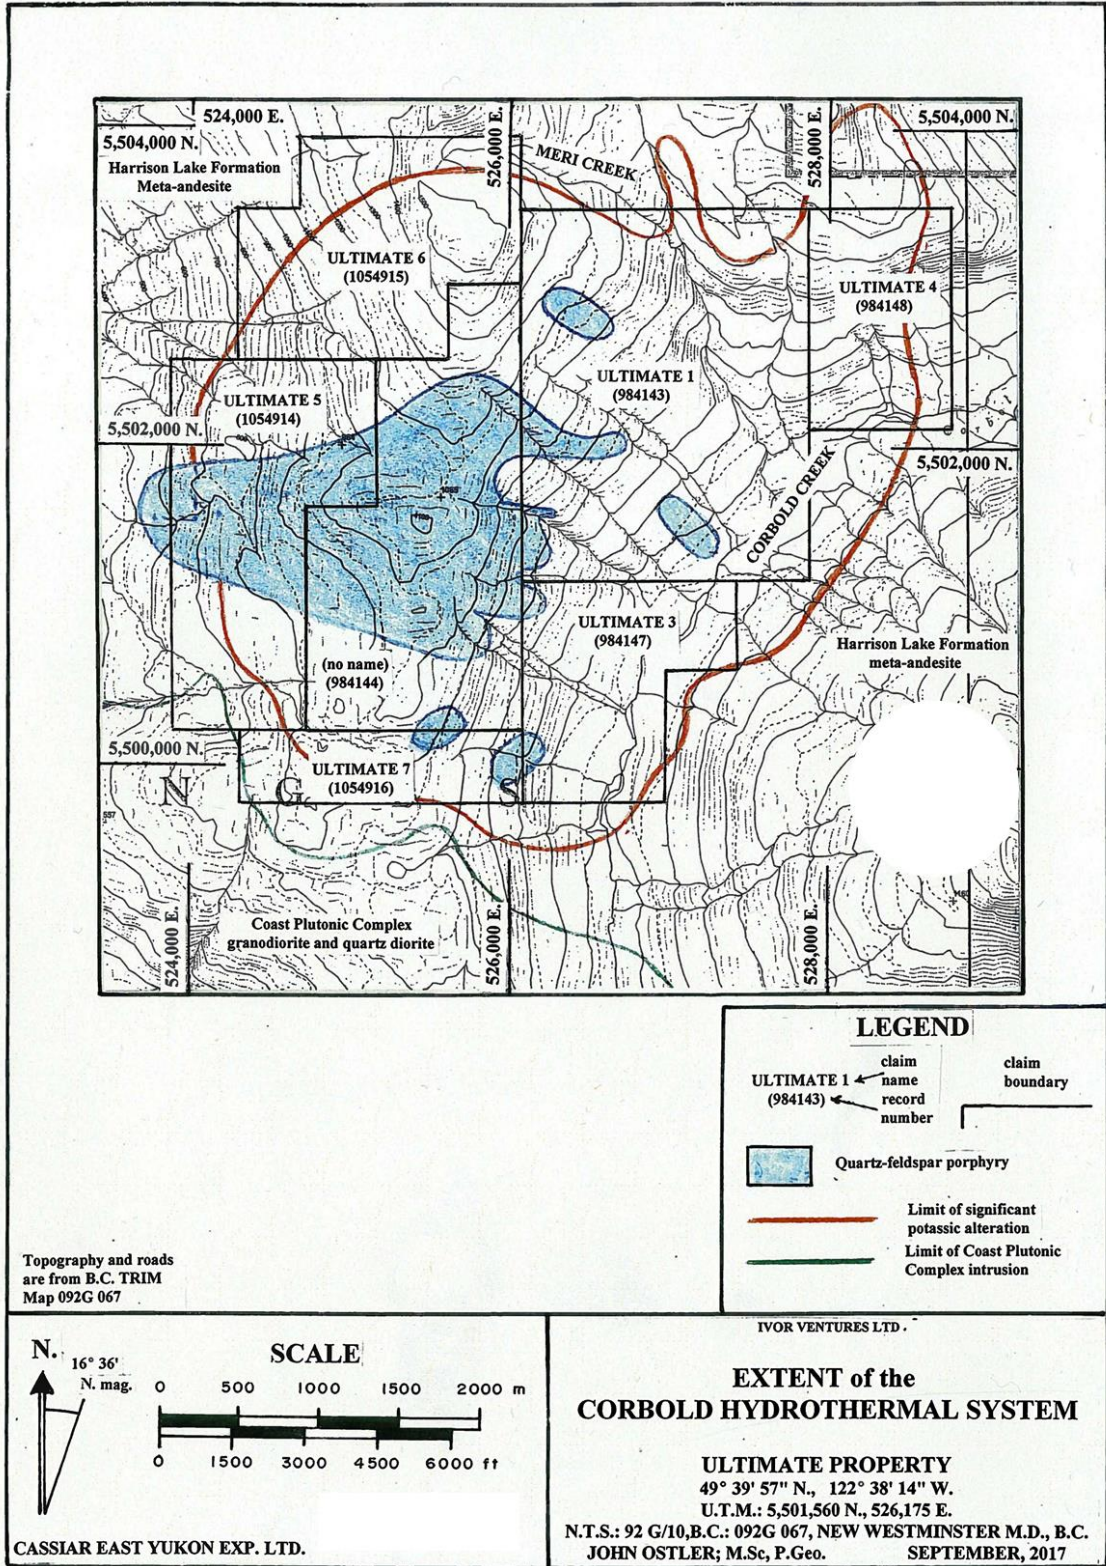 524,000 E.
526,000 E.
528,000 E.
5,504,000 N.
5,504,000 N.
Harrison Lake Formation
Meta-andesite
MERI CREEK
ULTIMATE 6
(1054915)
ULTIMATE 4
(984148)
ULTIMATE 1
(984143)
ULTIMATE 5
(1054914)
5,502,000 N.
5,502,000 N.
CORBOLD CREEK
ULTIMATE 3
(984147)
Harrison Lake Formation
meta-andesite
(no name)
(984144)
5,500,000 N.
ULTIMATE 7
(1054916)
N G S
557
Coast Plutonic Complex
granodiorite and quartz diorite
524,000 E.
526,000 E.
528,000 E.
LEGEND
ULTIMATE 1
(984143)
claim
name
record
number
claim
boundary
Quartz-feldspar porphyry
Limit of significant
potassic alteration
Limit of Coast Plutonic
Complex intrusion
Topography and roads
are from B.C. TRIM
Map 092G 067
N.
16° 36'
N. mag.
SCALE
0 500 1000 1500 2000 m
0 1500 3000 4500 6000 ft
CASSIAR EAST YUKON EXP. LTD.
IVOR VENTURES LTD.
EXTENT of the
CORBOLD HYDROTHERMAL SYSTEM
ULTIMATE PROPERTY
49° 39' 57" N., 122° 38' 14" W.
U.T.M.: 5,501,560 N., 526,175 E.
N.T.S.: 92 G/10,B.C.: 092G 067, NEW WESTMINSTER M.D., B.C.
JOHN OSTLER; M.Sc, P.Geo. SEPTEMBER, 2017